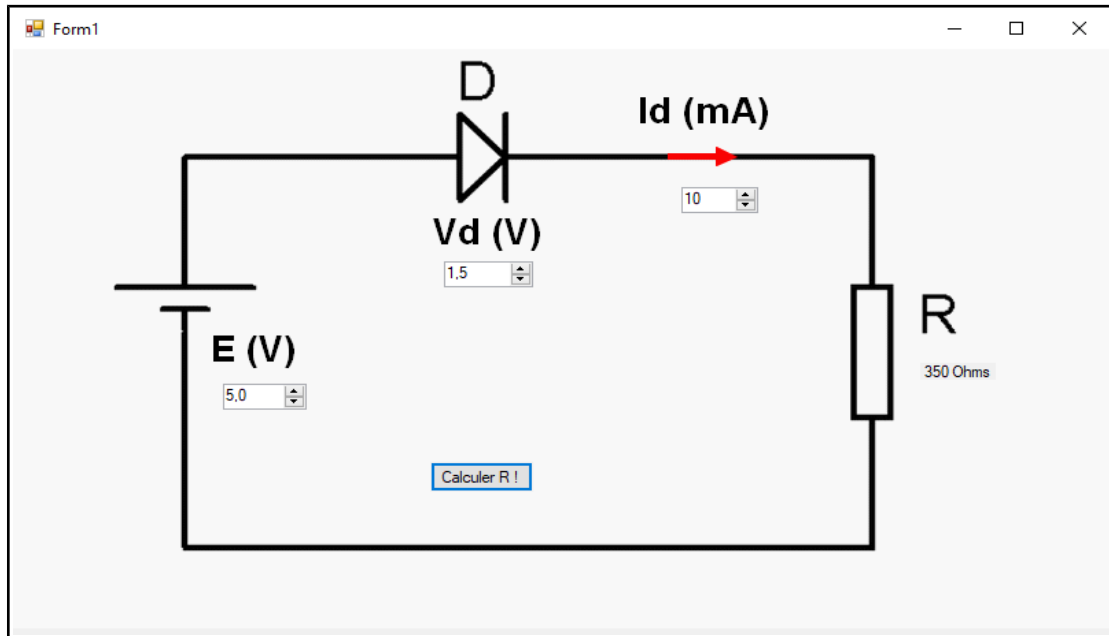 Form1
D
Id (mA)
10
Vd (V)
1,5
R
E (V)
350 Ohms
5,0
Calculer R !